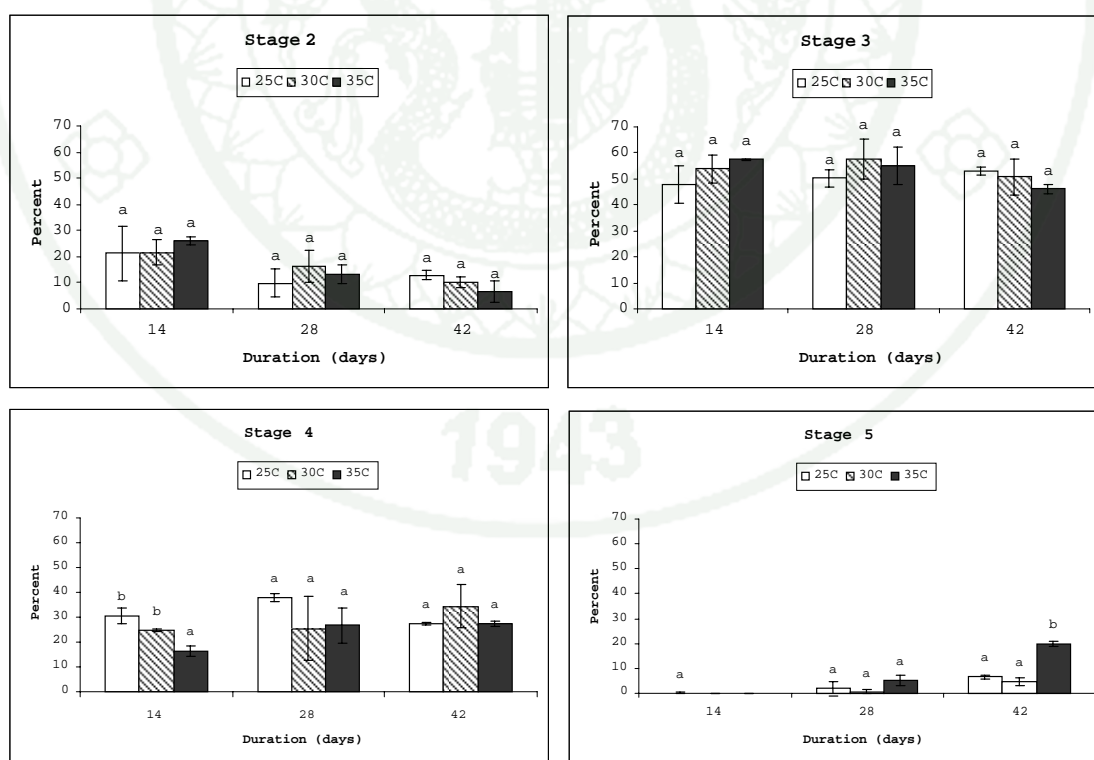 Stage 2
25C 30C 35C
70
60
50
40
30
20
10
0
Percent
a a a
a a a
a a a
14 28 42
Duration (days)
Stage 3
25C 30C 35C
70
60
50
40
30
20
10
0
Percent
a a a
a a a
a a a
14 28 42
Duration (days)
Stage 4
25C 30C 35C
70
60
50
40
30
20
10
0
Percent
b b a
a a a
a a a
14 28 42
Duration (days)
Stage 5
25C 30C 35C
70
60
50
40
30
20
10
0
Percent
a
a a a
a a b
14 28 42
Duration (days)
1943